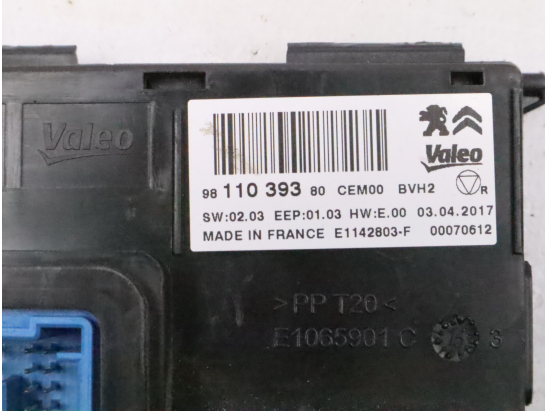 Valeo
Valeo
98 110 393 80 CEM00 BVH2 R
SW:02.03 EEP:01.03 HW:E.00 03.04.2017
MADE IN FRANCE E1142803-F 00070612
>PP T20<
E1065901 C 3